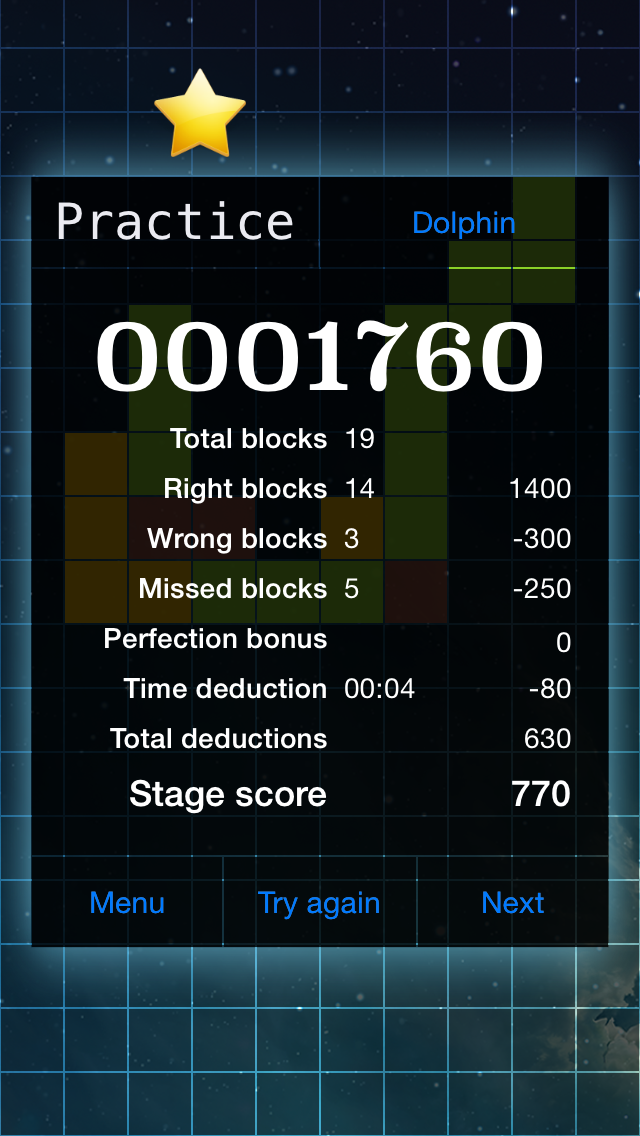 Practice Dolphin
0001760
Total blocks 19
Right blocks 14 1400
Wrong blocks 3 -300
Missed blocks 5 -250
Perfection bonus 0
Time deduction 00:04 -80
Total deductions 630
Stage score 770
Menu Try again Next